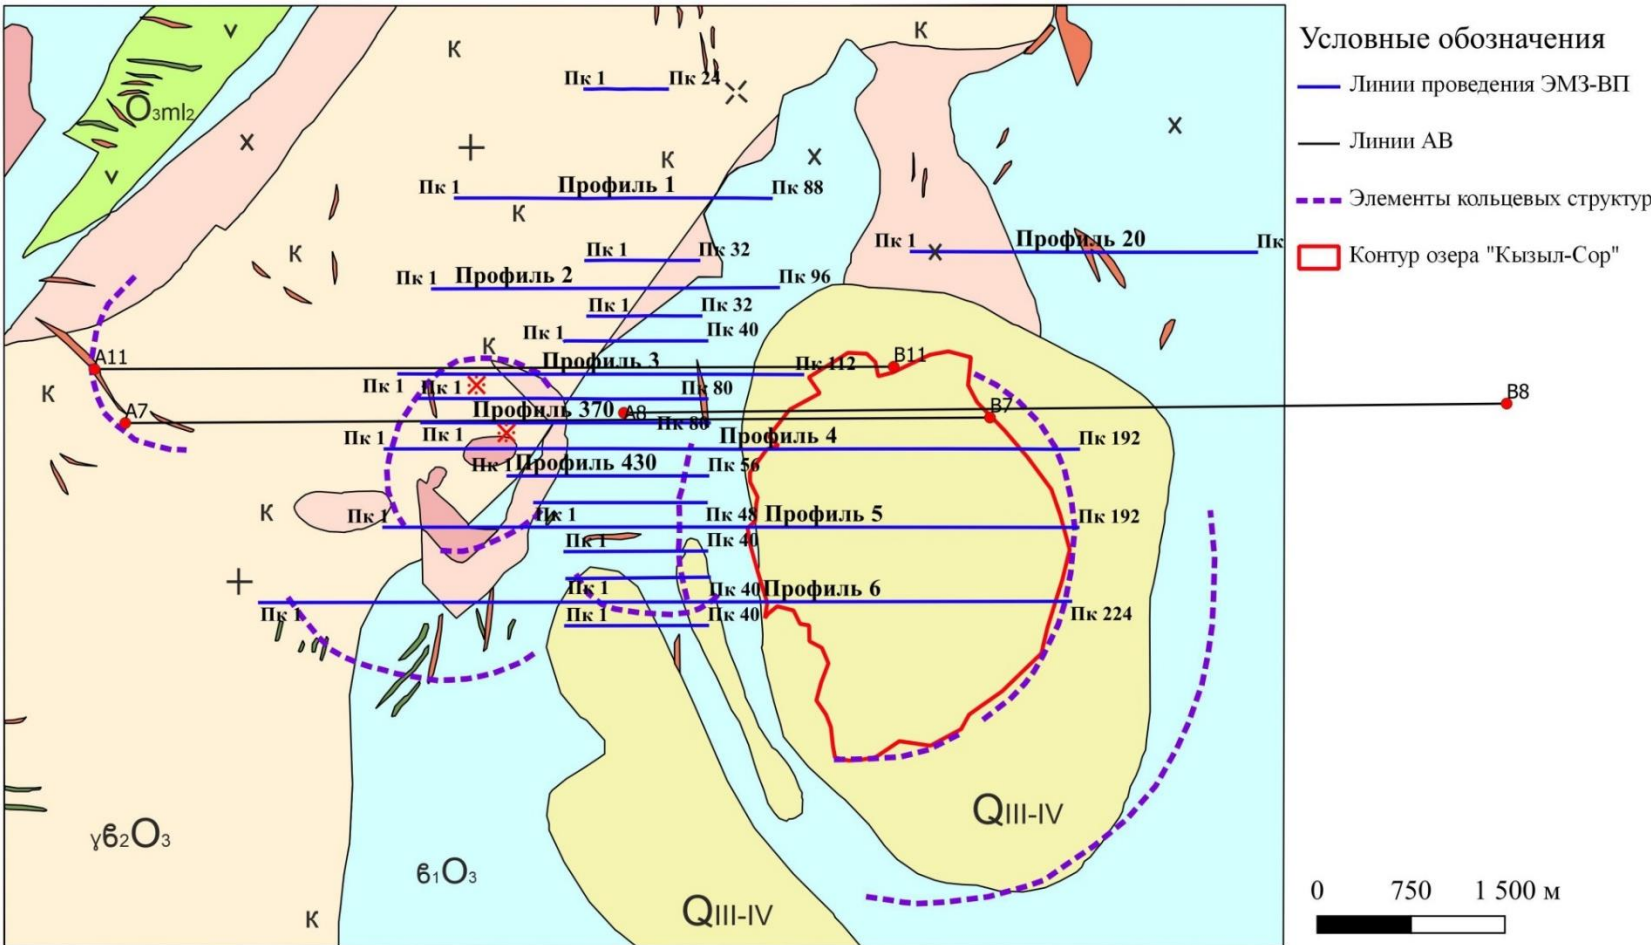 Условные обозначения
Линии проведения ЭМЗ-ВП
Линии АВ
Элементы кольцевых структур
Контур озера "Кызыл-Сор"
0 750 1 500 м
К
К
v
Пк 1 Пк 24
O3ml2
x
x
x
К
v
Пк 1 Профиль 1 Пк 88
К
К
Пк 1 Пк 32
Пк 1 Профиль 20 Пк
x
Пк 1 Профиль 2 Пк 96
Пк 1 Пк 32
Пк 1 Пк 40
К
A11 Профиль 3 Пк 112 B11
Пк 1 Пк 1 Пк 80
К
A7 Профиль 370 A8 Пк 80 B7 B8
Пк 1 Пк 1 Профиль 4 Пк 192
Пк 1 Профиль 430 Пк 56
К
Пк 1 Пк 1 Пк 48 Профиль 5 Пк 192
Пк 1 Пк 40
Пк 1 Пк 40 Профиль 6
Пк 1 Пк 1 Пк 40 Пк 224
QIII-IV
γϐ2O3
ϐ1O3
К
QIII-IV